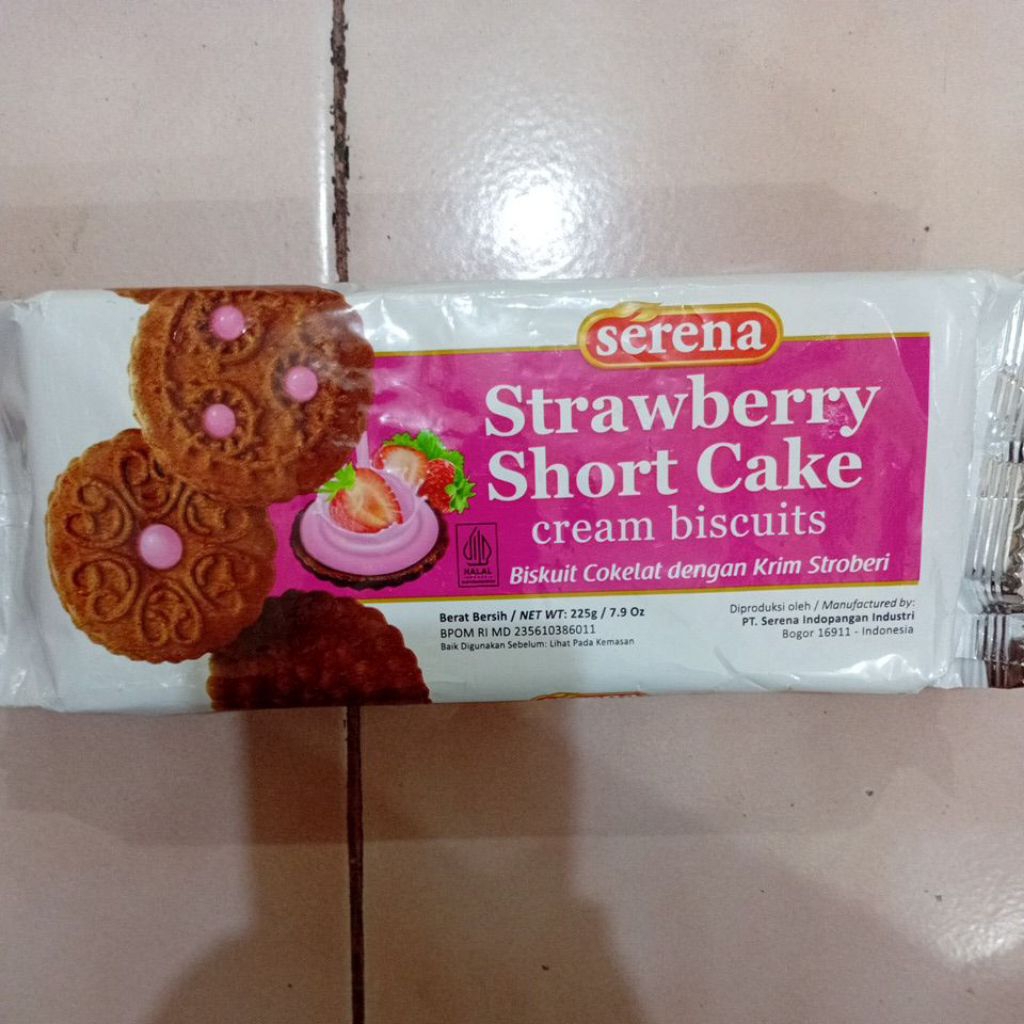 serena
Strawberry
Short Cake
cream biscuits
HALAL
INDONESIA
Biskuit Cokelat dengan Krim Stroberi
Berat Bersih / NET WT: 225g / 7.9 Oz
BPOM RI MD 235610386011
Baik Digunakan Sebelum: Lihat Pada Kemasan
Diproduksi oleh / Manufactured by:
PT. Serena Indopangan Industri
Bogor 16911 - Indonesia